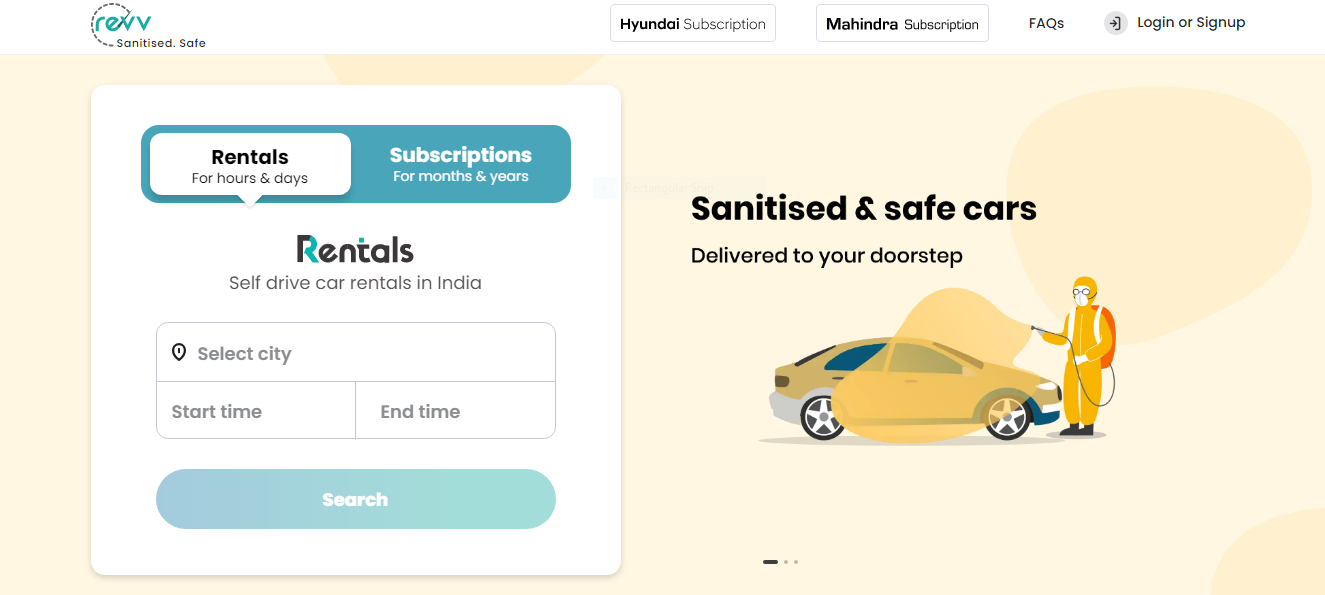 revv
Sanitised. Safe
Hyundai Subscription
Mahindra Subscription
FAQs
Login or Signup
Rentals
For hours & days
Subscriptions
For months & years
Rentals
Self drive car rentals in India
Select city
Start time
End time
Search
Rectangular Snip
Sanitised & safe cars
Delivered to your doorstep